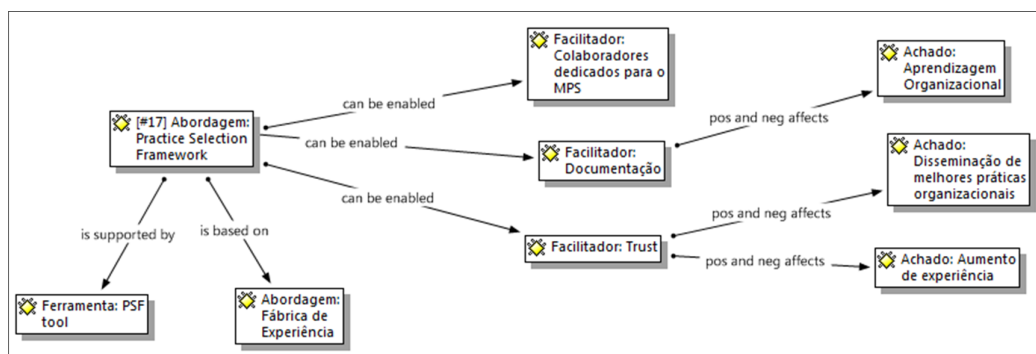 Facilitador:
Colaboradores
dedicados para o
MPS
Achado:
Aprendizagem
Organizacional
can be enabled
pos and neg affects
[#17] Abordagem:
Practice Selection
Framework
can be enabled
Facilitador:
Documentação
Achado:
Disseminação de
melhores práticas
organizacionais
can be enabled
pos and neg affects
is supported by
is based on
Facilitador: Trust
pos and neg affects
Achado: Aumento
de experiência
Ferramenta: PSF
tool
Abordagem:
Fábrica de
Experiência